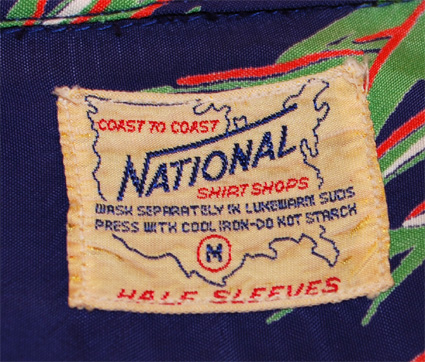 COAST TO COAST
NATIONAL
SHIRT SHOPS
WASH SEPARATELY IN LUKEWARM SUDS
PRESS WITH COOL IRON-DO NOT STARCH
M
HALF SLEEVES